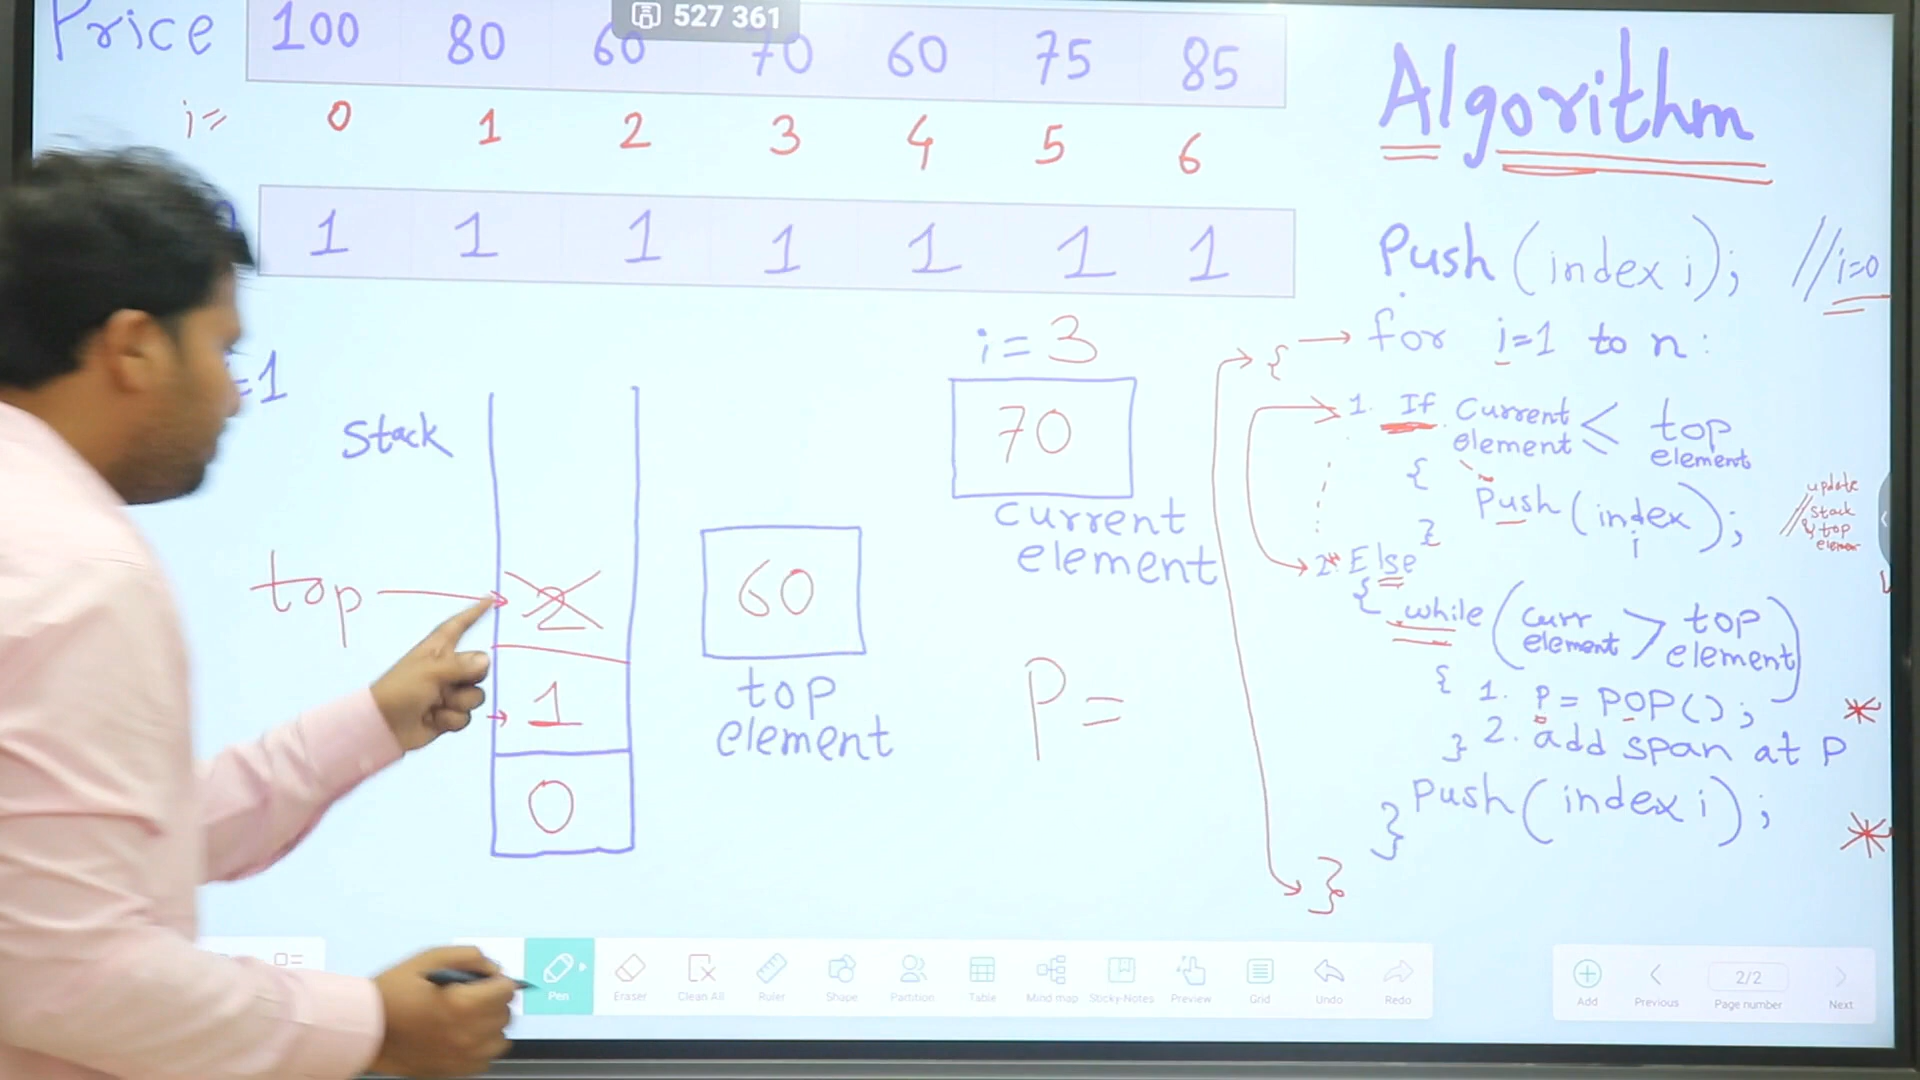 527 361
Price 100 80 60 70 60 75 85
i= 0 1 2 3 4 5 6
1 1 1 1 1 1 1
=1
Stack
top
2
1
0
60
top
element
i=3
70
current
element
P=
Algorithm
Push (index i); //i=0
{ for i=1 to n:
1. If current element ≤ top element
{
Push (index i);
}
//update
stack
& top
element
2. Else
{ while (curr element > top element)
{ 1. P = POP();
} 2. add span at P
Push (index i);
}
}
Pen Eraser Clean All Ruler Shape Partition Table Mind map Sticky-Notes Preview Grid Undo Redo
Add Previous 2/2 Page number Next